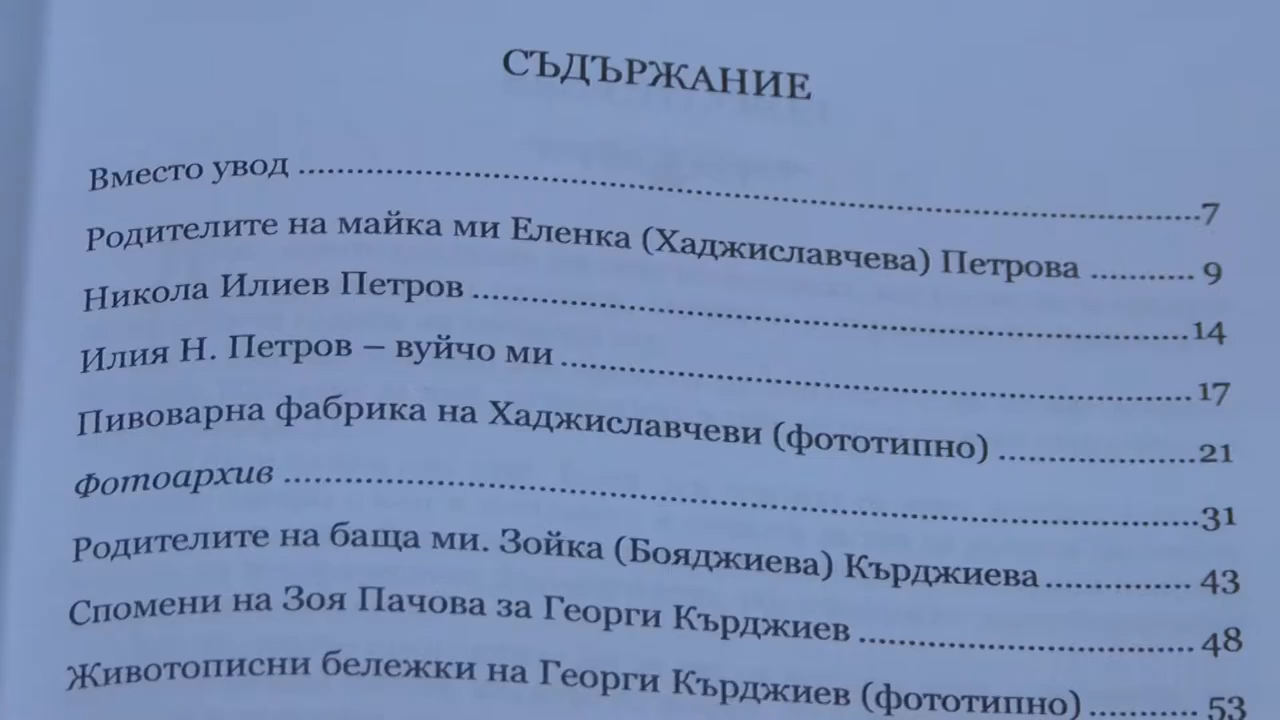 СЪДЪРЖАНИЕ
Вместо увод ........................................................................ 7
Родителите на майка ми Еленка (Хаджиславчева) Петрова ........... 9
Никола Илиев Петров ........................................................................ 14
Илия Н. Петров – вуйчо ми ................................................................ 17
Пивоварна фабрика на Хаджиславчеви (фототипно) ...................... 21
Фотоархив ........................................................................ 31
Родителите на баща ми. Зойка (Бояджиева) Кърджиева ................ 43
Спомени на Зоя Пачова за Георги Кърджиев .................................... 48
Животописни бележки на Георги Кърджиев (фототипно) ........... 53